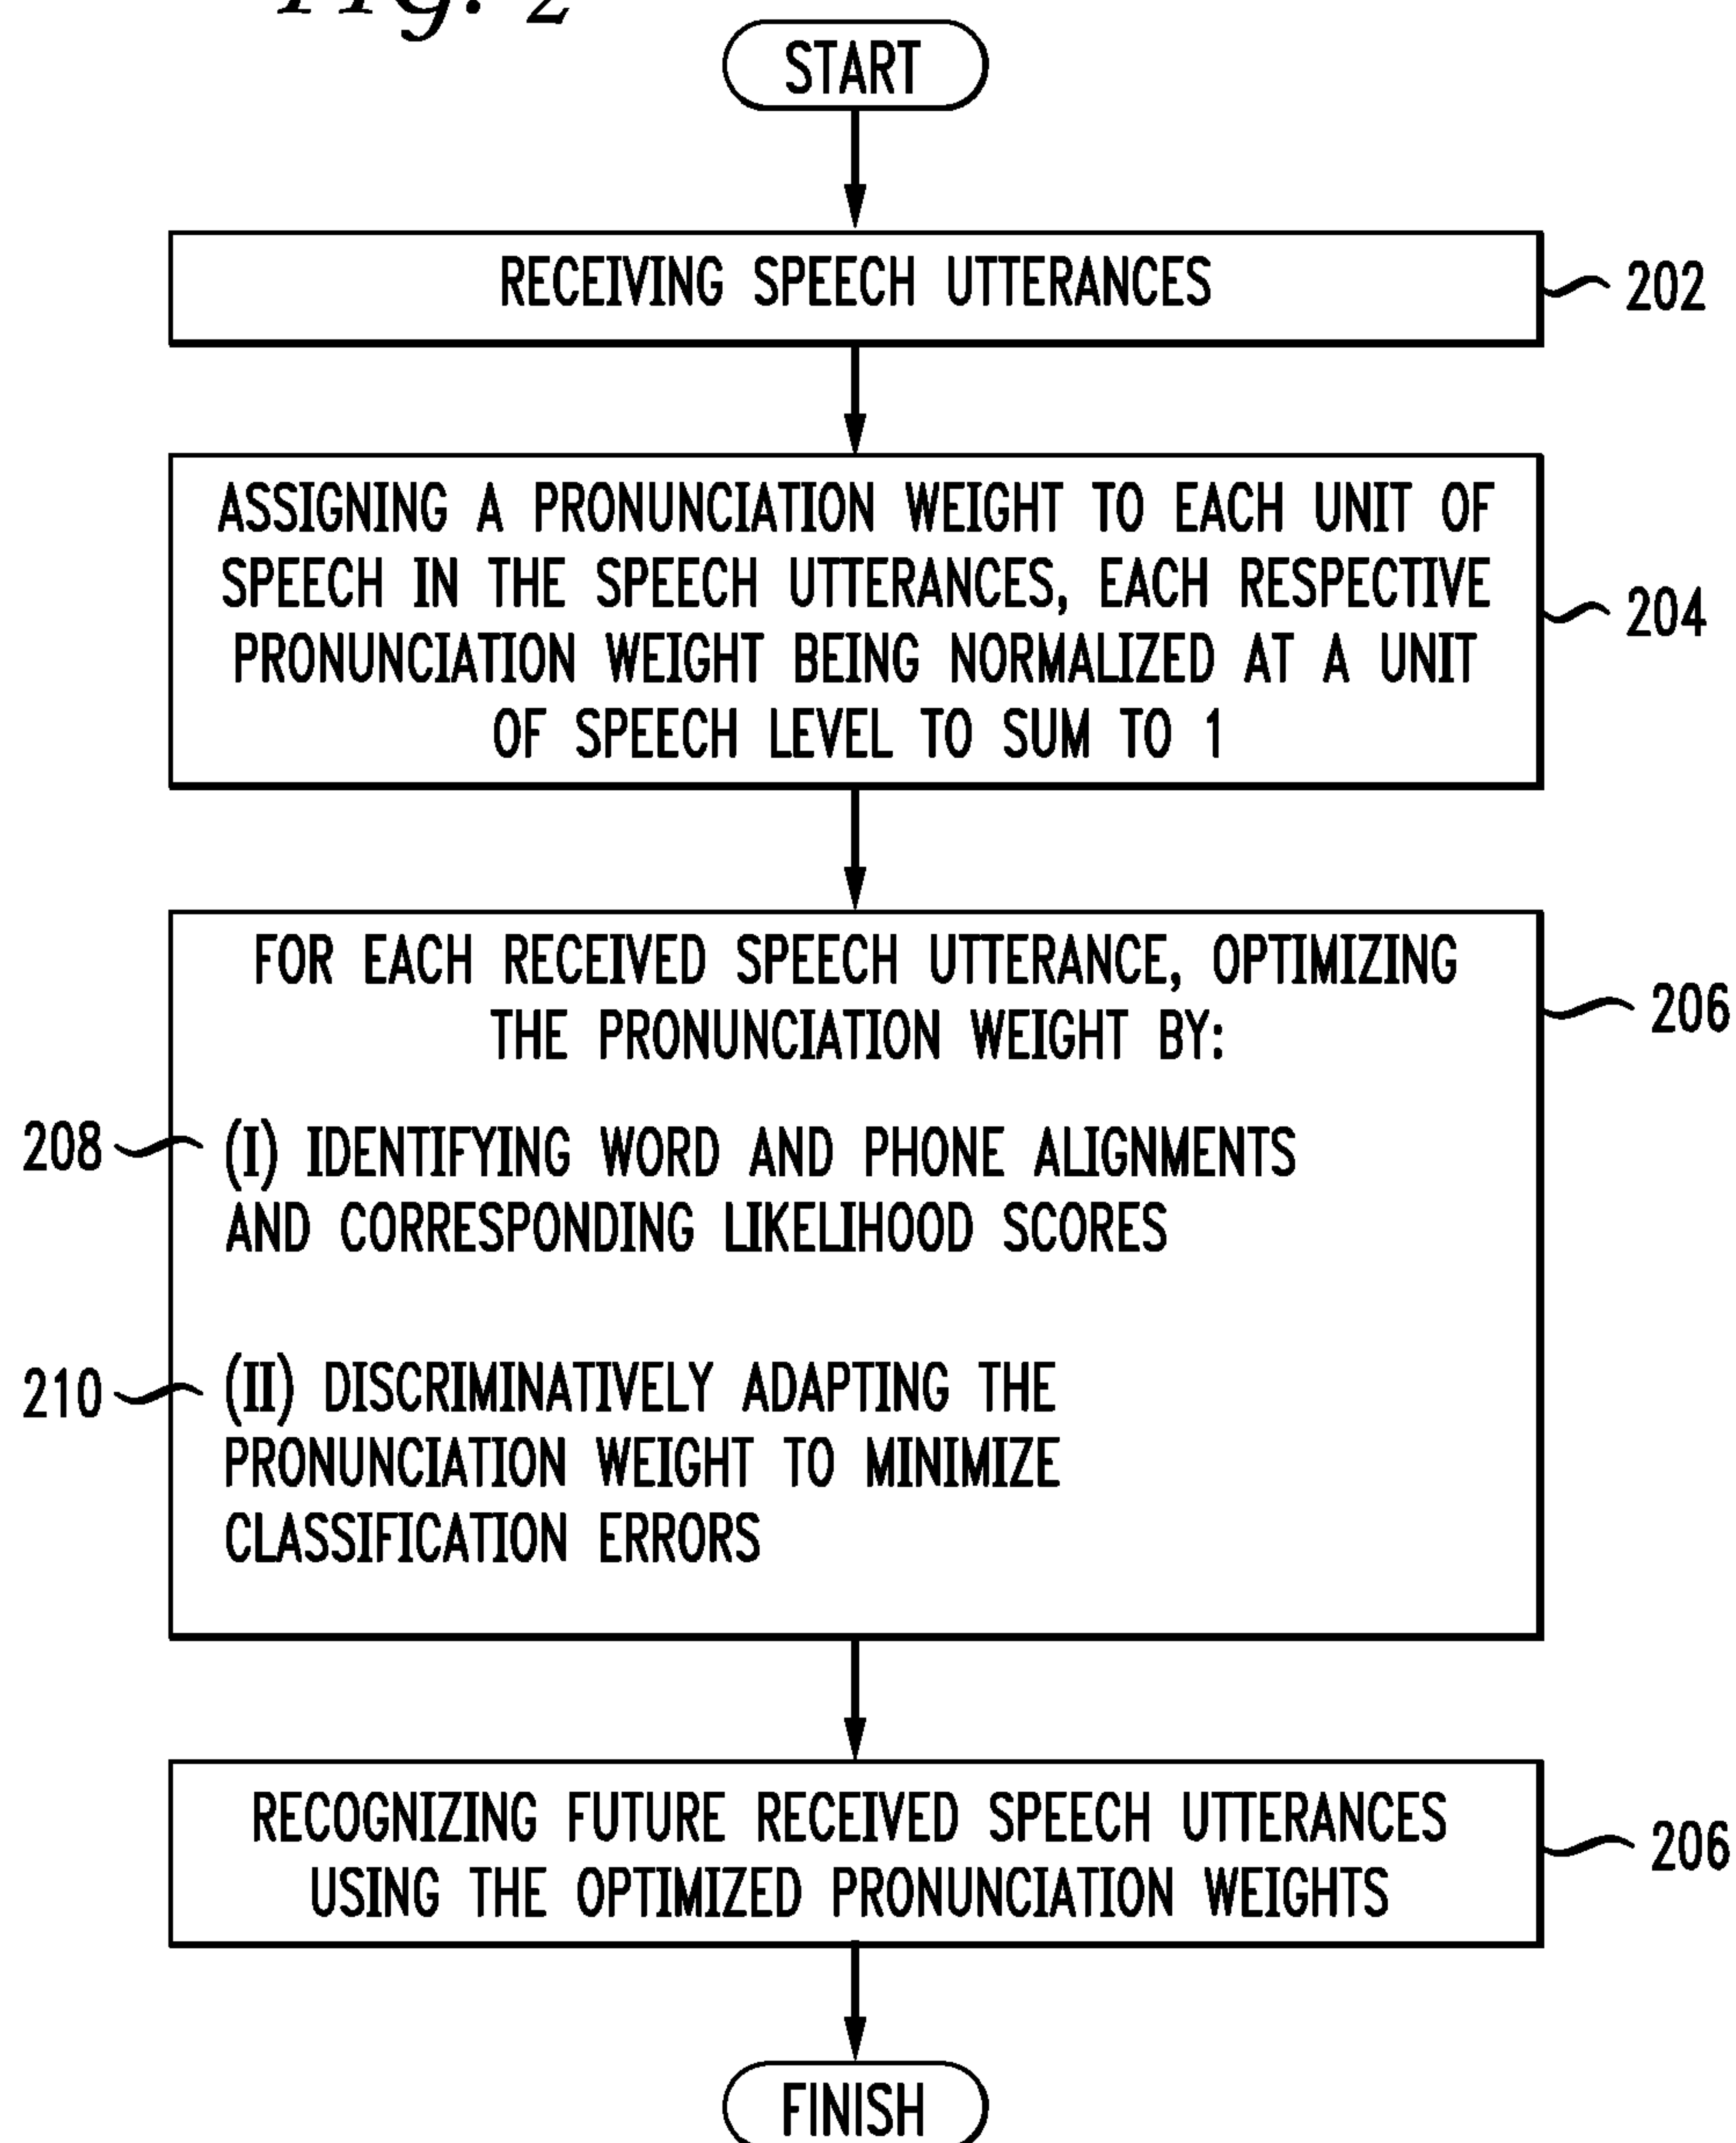 FIG. 2
START
RECEIVING SPEECH UTTERANCES
202
ASSIGNING A PRONUNCIATION WEIGHT TO EACH UNIT OF
SPEECH IN THE SPEECH UTTERANCES, EACH RESPECTIVE
PRONUNCIATION WEIGHT BEING NORMALIZED AT A UNIT
OF SPEECH LEVEL TO SUM TO 1
204
FOR EACH RECEIVED SPEECH UTTERANCE, OPTIMIZING
THE PRONUNCIATION WEIGHT BY:
206
208
(I) IDENTIFYING WORD AND PHONE ALIGNMENTS
AND CORRESPONDING LIKELIHOOD SCORES
210
(II) DISCRIMINATIVELY ADAPTING THE
PRONUNCIATION WEIGHT TO MINIMIZE
CLASSIFICATION ERRORS
RECOGNIZING FUTURE RECEIVED SPEECH UTTERANCES
USING THE OPTIMIZED PRONUNCIATION WEIGHTS
206
FINISH